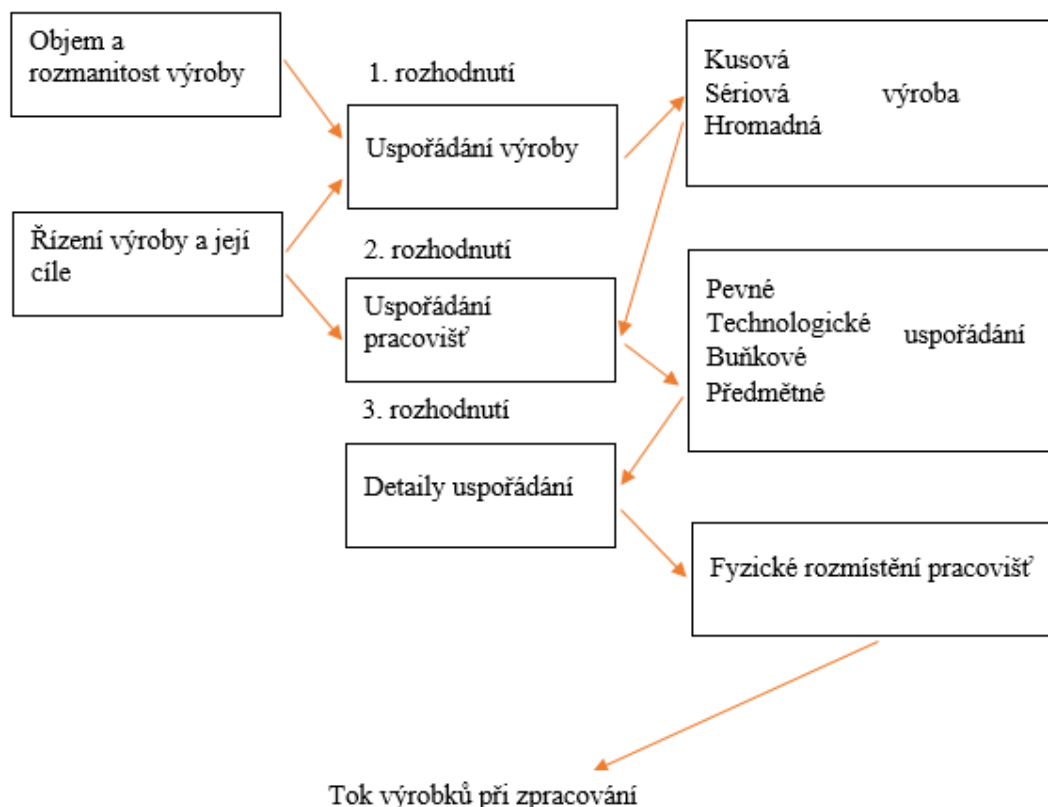 Objem a
rozmanitost výroby
Řízení výroby a její
cíle
1. rozhodnutí
Uspořádání výroby
2. rozhodnutí
Uspořádání
pracovišť
3. rozhodnutí
Detaily uspořádání
Kusová
Sériová výroba
Hromadná
Pevné
Technologické uspořádání
Buňkové
Předmětné
Fyzické rozmístění pracovišť
Tok výrobků při zpracování